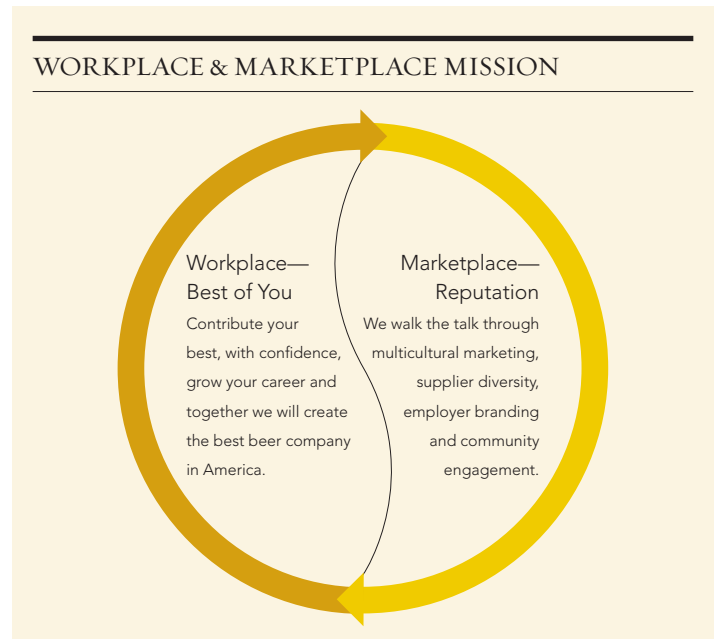 WORKPLACE & MARKETPLACE MISSION
Workplace—
Best of You
Contribute your
best, with confidence,
grow your career and
together we will create
the best beer company
in America.
Marketplace—
Reputation
We walk the talk through
multicultural marketing,
supplier diversity,
employer branding
and community
engagement.